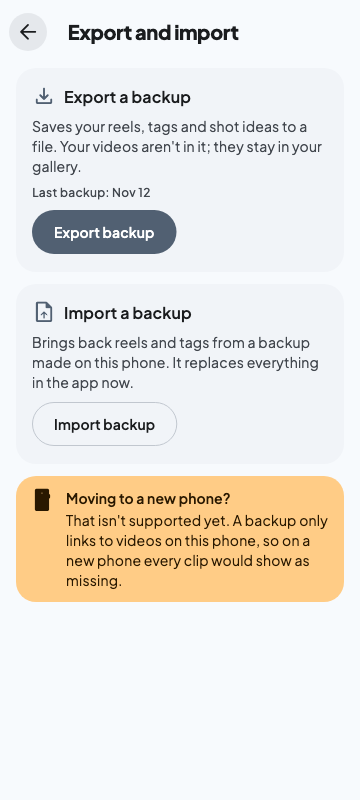 Export and import
Export a backup
Saves your reels, tags and shot ideas to a
file. Your videos aren't in it; they stay in your
gallery.
Last backup: Nov 12
Export backup
Import a backup
Brings back reels and tags from a backup
made on this phone. It replaces everything
in the app now.
Import backup
Moving to a new phone?
That isn't supported yet. A backup only
links to videos on this phone, so on a
new phone every clip would show as
missing.